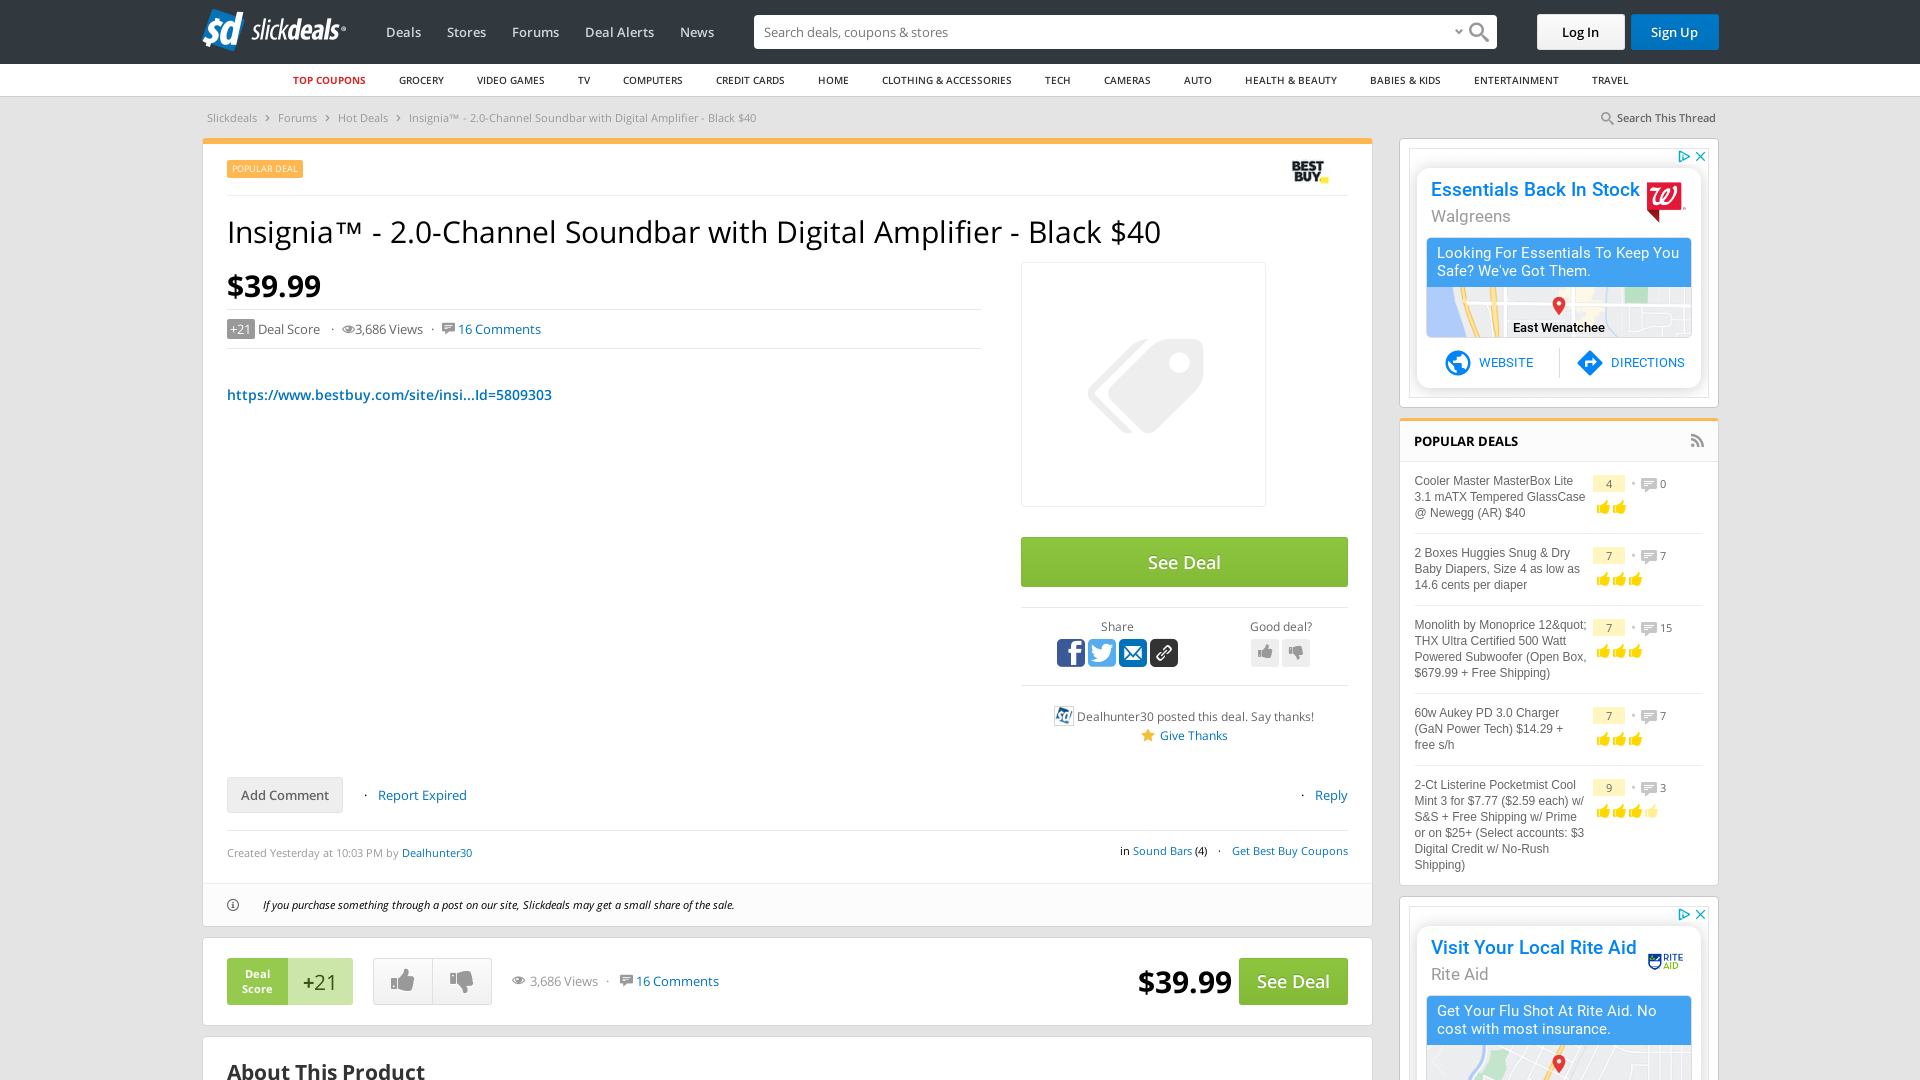 slickdeals
Deals
Stores
Forums
Deal Alerts
News
Search deals, coupons & stores
Log In
Sign Up
TOP COUPONS
GROCERY
VIDEO GAMES
TV
COMPUTERS
CREDIT CARDS
HOME
CLOTHING & ACCESSORIES
TECH
CAMERAS
AUTO
HEALTH & BEAUTY
BABIES & KIDS
ENTERTAINMENT
TRAVEL
Slickdeals › Forums › Hot Deals › Insignia™ - 2.0-Channel Soundbar with Digital Amplifier - Black $40
Search This Thread
POPULAR DEAL
BEST
BUY
Insignia™ - 2.0-Channel Soundbar with Digital Amplifier - Black $40
$39.99
+21 Deal Score · 3,686 Views · 16 Comments
https://www.bestbuy.com/site/insi...Id=5809303
See Deal
Share
Good deal?
Dealhunter30 posted this deal. Say thanks!
Give Thanks
Add Comment
· Report Expired
· Reply
Created Yesterday at 10:03 PM by Dealhunter30
in Sound Bars (4) · Get Best Buy Coupons
If you purchase something through a post on our site, Slickdeals may get a small share of the sale.
Deal
Score
+21
3,686 Views · 16 Comments
$39.99
See Deal
About This Product
Essentials Back In Stock
Walgreens
Looking For Essentials To Keep You
Safe? We've Got Them.
East Wenatchee
WEBSITE
DIRECTIONS
POPULAR DEALS
Cooler Master MasterBox Lite
3.1 mATX Tempered GlassCase
@ Newegg (AR) $40
4 • 0
2 Boxes Huggies Snug & Dry
Baby Diapers, Size 4 as low as
14.6 cents per diaper
7 • 7
Monolith by Monoprice 12&quot;
THX Ultra Certified 500 Watt
Powered Subwoofer (Open Box,
$679.99 + Free Shipping)
7 • 15
60w Aukey PD 3.0 Charger
(GaN Power Tech) $14.29 +
free s/h
7 • 7
2-Ct Listerine Pocketmist Cool
Mint 3 for $7.77 ($2.59 each) w/
S&S + Free Shipping w/ Prime
or on $25+ (Select accounts: $3
Digital Credit w/ No-Rush
Shipping)
9 • 3
Visit Your Local Rite Aid
Rite Aid
RITE
AID
Get Your Flu Shot At Rite Aid. No
cost with most insurance.